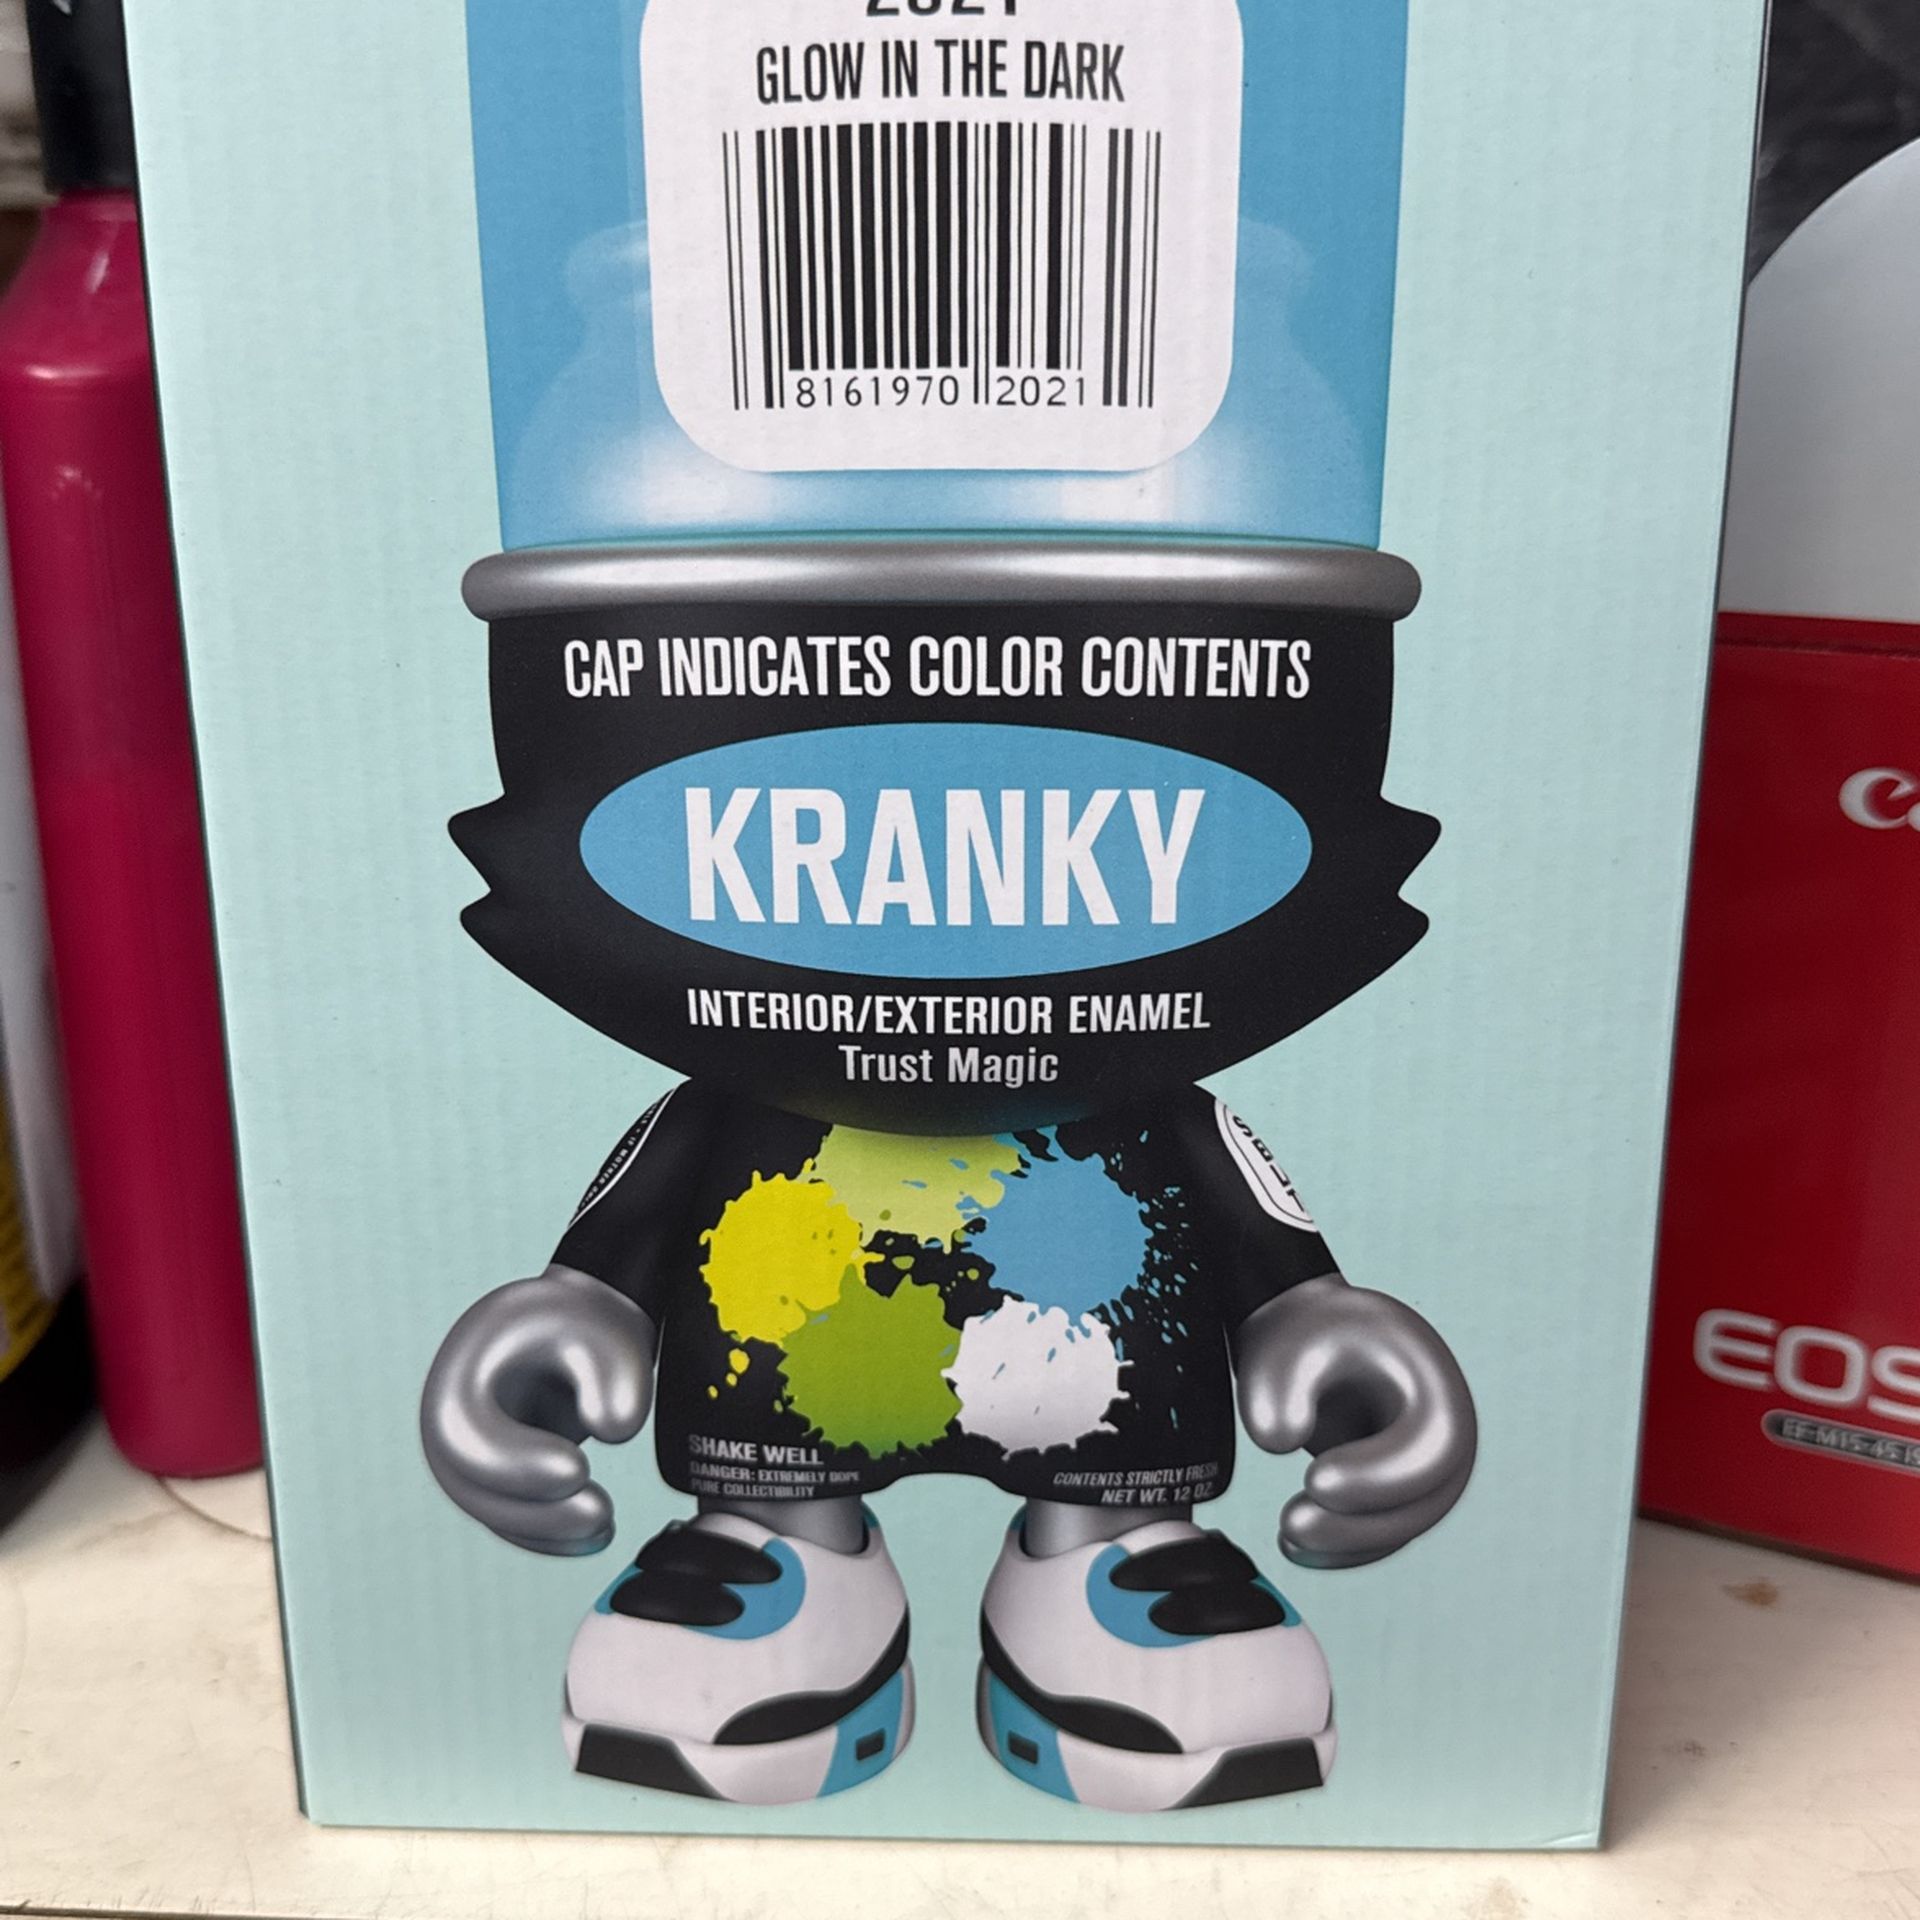 2021
GLOW IN THE DARK
8161970 2021
CAP INDICATES COLOR CONTENTS
KRANKY
INTERIOR/EXTERIOR ENAMEL
Trust Magic
SHAKE WELL
DANGER: EXTREMELY DOPE
PURE COLLECTIBILITY
CONTENTS STRICTLY FRESH
NET WT. 12 OZ.
EOS